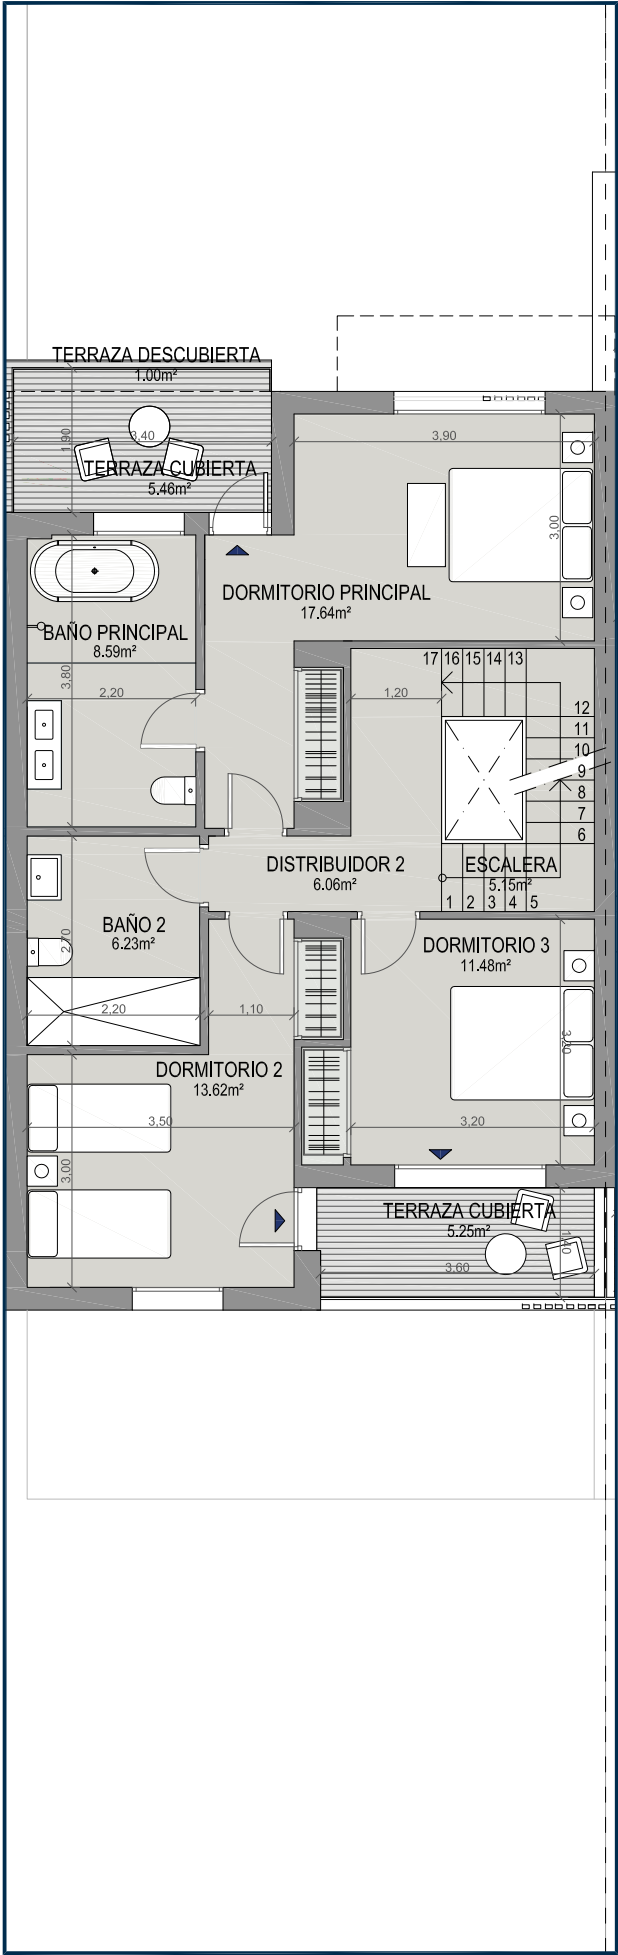 TERRAZA DESCUBIERTA
1.00m²
3,40
1,90
TERRAZA CUBIERTA
5.46m²
3,90
3,00
DORMITORIO PRINCIPAL
17.64m²
BAÑO PRINCIPAL
8.59m²
3,80
2,20
1,20
17 16 15 14 13
12
11
10
9
8
7
6
DISTRIBUIDOR 2
6.06m²
ESCALERA
5.15m²
1 2 3 4 5
BAÑO 2
6.23m²
2,70
2,20
1,10
DORMITORIO 3
11.48m²
3,20
3,20
DORMITORIO 2
13.62m²
3,50
3,00
TERRAZA CUBIERTA
5.25m²
3.60